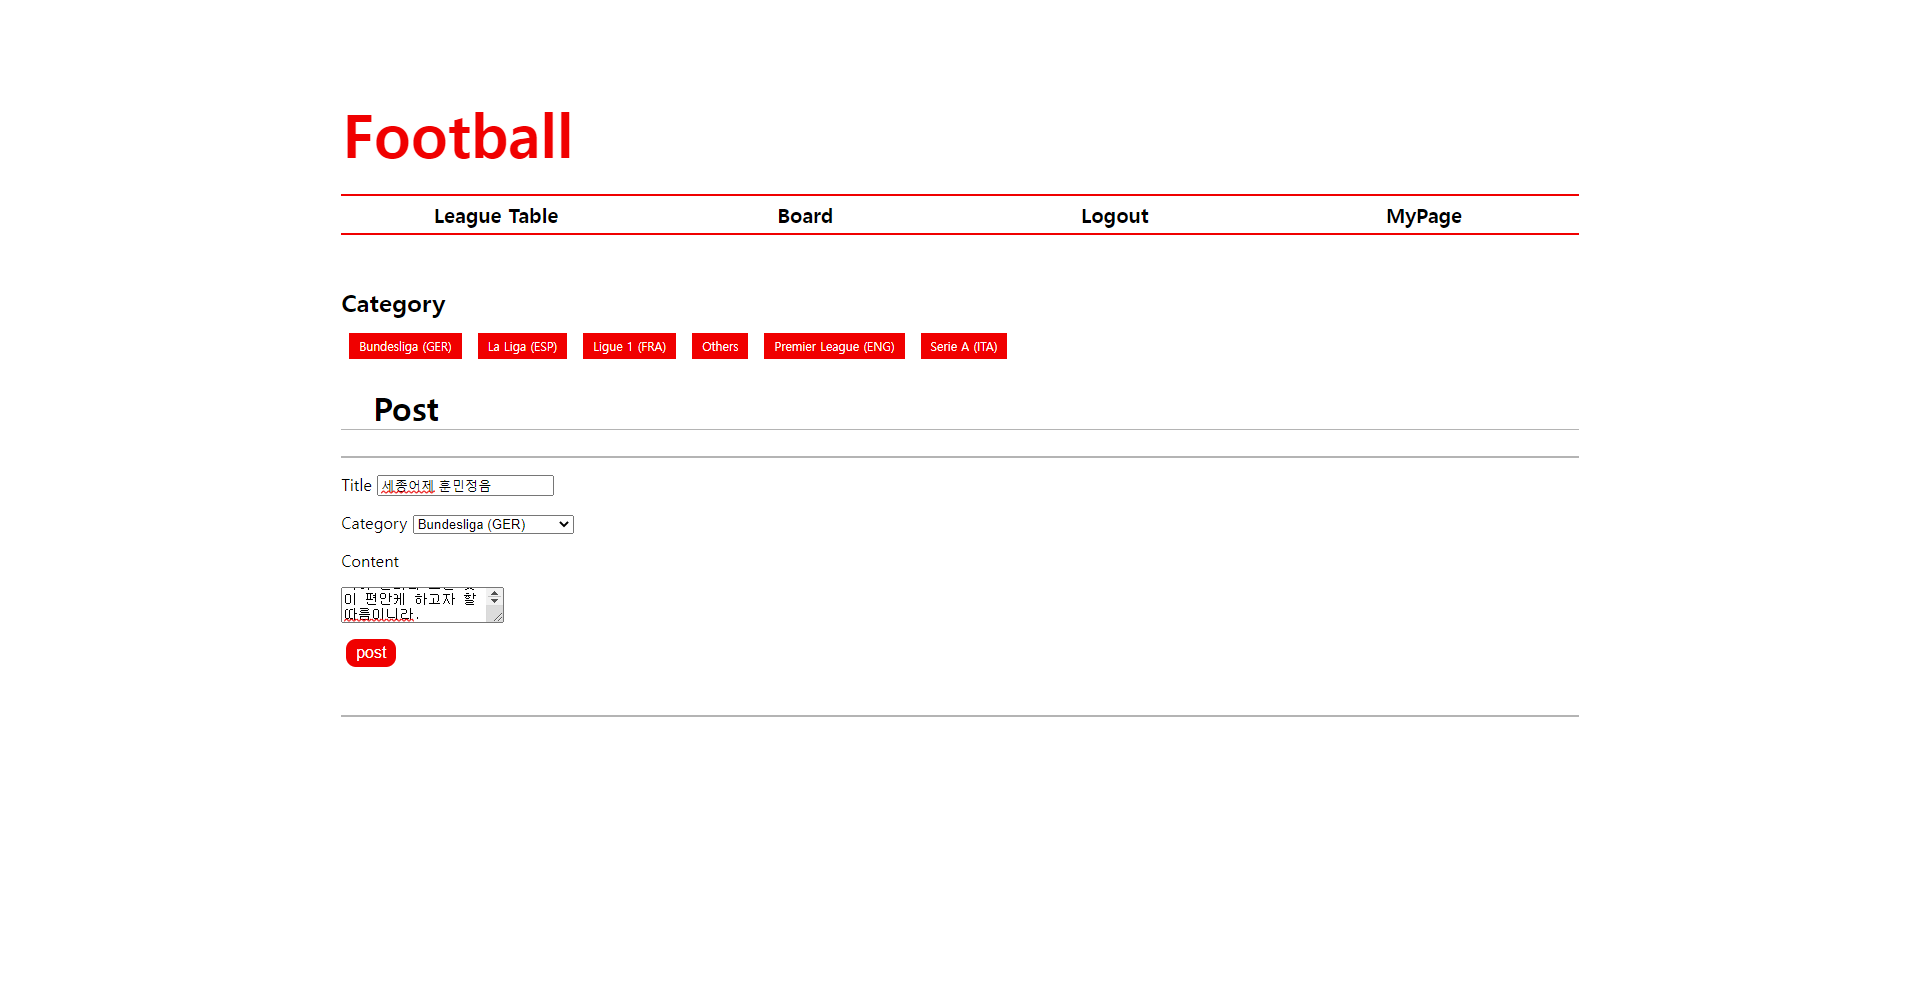 Football
League Table Board Logout MyPage
Category
Bundesliga (GER) La Liga (ESP) Ligue 1 (FRA) Others Premier League (ENG) Serie A (ITA)
Post
Title 세종어제 훈민정음
Category Bundesliga (GER)
Content
이 편안케 하고자 할
따름이니라.
post